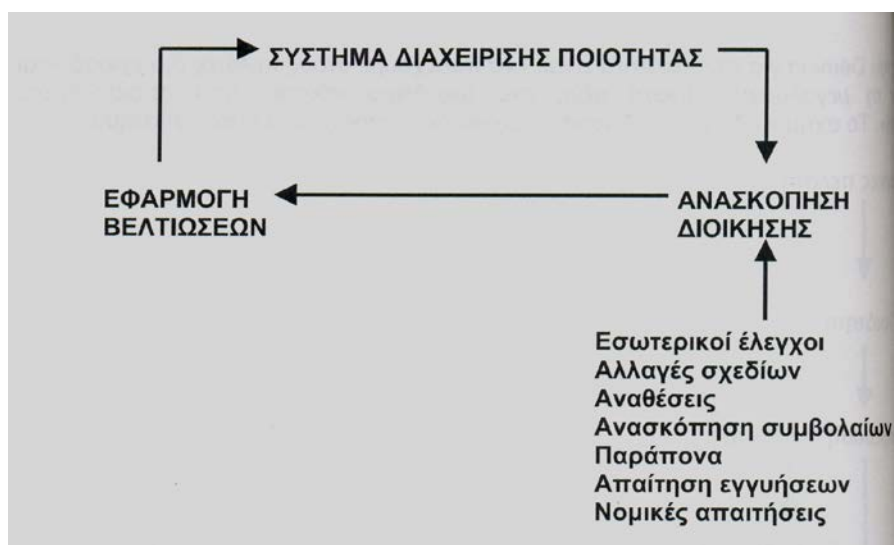 ΣΥΣΤΗΜΑ ΔΙΑΧΕΙΡΙΣΗΣ ΠΟΙΟΤΗΤΑΣ
ΕΦΑΡΜΟΓΗ
ΒΕΛΤΙΩΣΕΩΝ
ΑΝΑΣΚΟΠΗΣΗ
ΔΙΟΙΚΗΣΗΣ
Εσωτερικοί έλεγχοι
Αλλαγές σχεδίων
Αναθέσεις
Ανασκόπηση συμβολαίων
Παράπονα
Απαίτηση εγγυήσεων
Νομικές απαιτήσεις